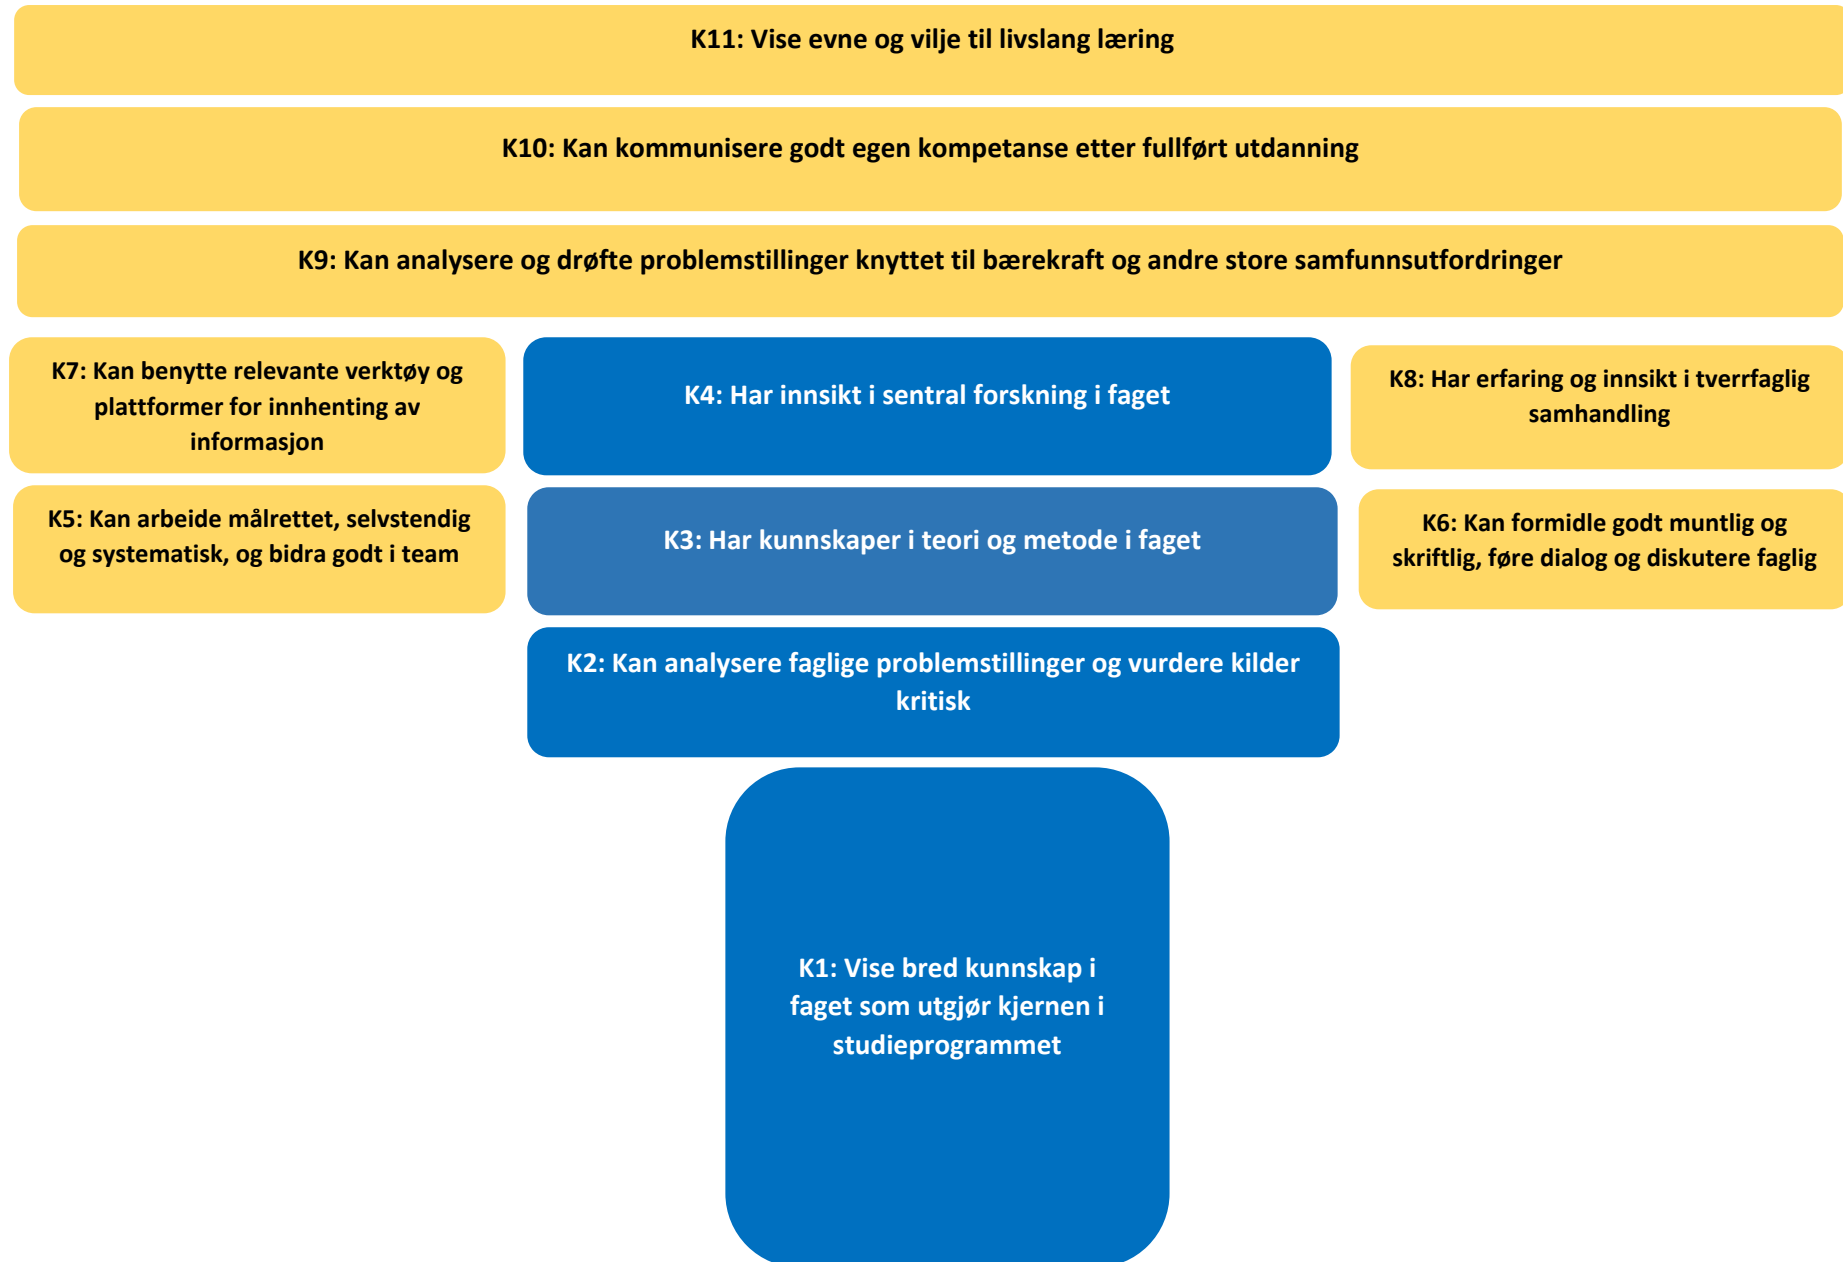 K11: Vise evne og vilje til livslang læring
K10: Kan kommunisere godt egen kompetanse etter fullført utdanning
K9: Kan analysere og drøfte problemstillinger knyttet til bærekraft og andre store samfunnsutfordringer
K7: Kan benytte relevante verktøy og
plattformer for innhenting av
informasjon
K4: Har innsikt i sentral forskning i faget
K8: Har erfaring og innsikt i tverrfaglig
samhandling
K5: Kan arbeide målrettet, selvstendig
og systematisk, og bidra godt i team
K3: Har kunnskaper i teori og metode i faget
K6: Kan formidle godt muntlig og
skriftlig, føre dialog og diskutere faglig
K2: Kan analysere faglige problemstillinger og vurdere kilder
kritisk
K1: Vise bred kunnskap i
faget som utgjør kjernen i
studieprogrammet